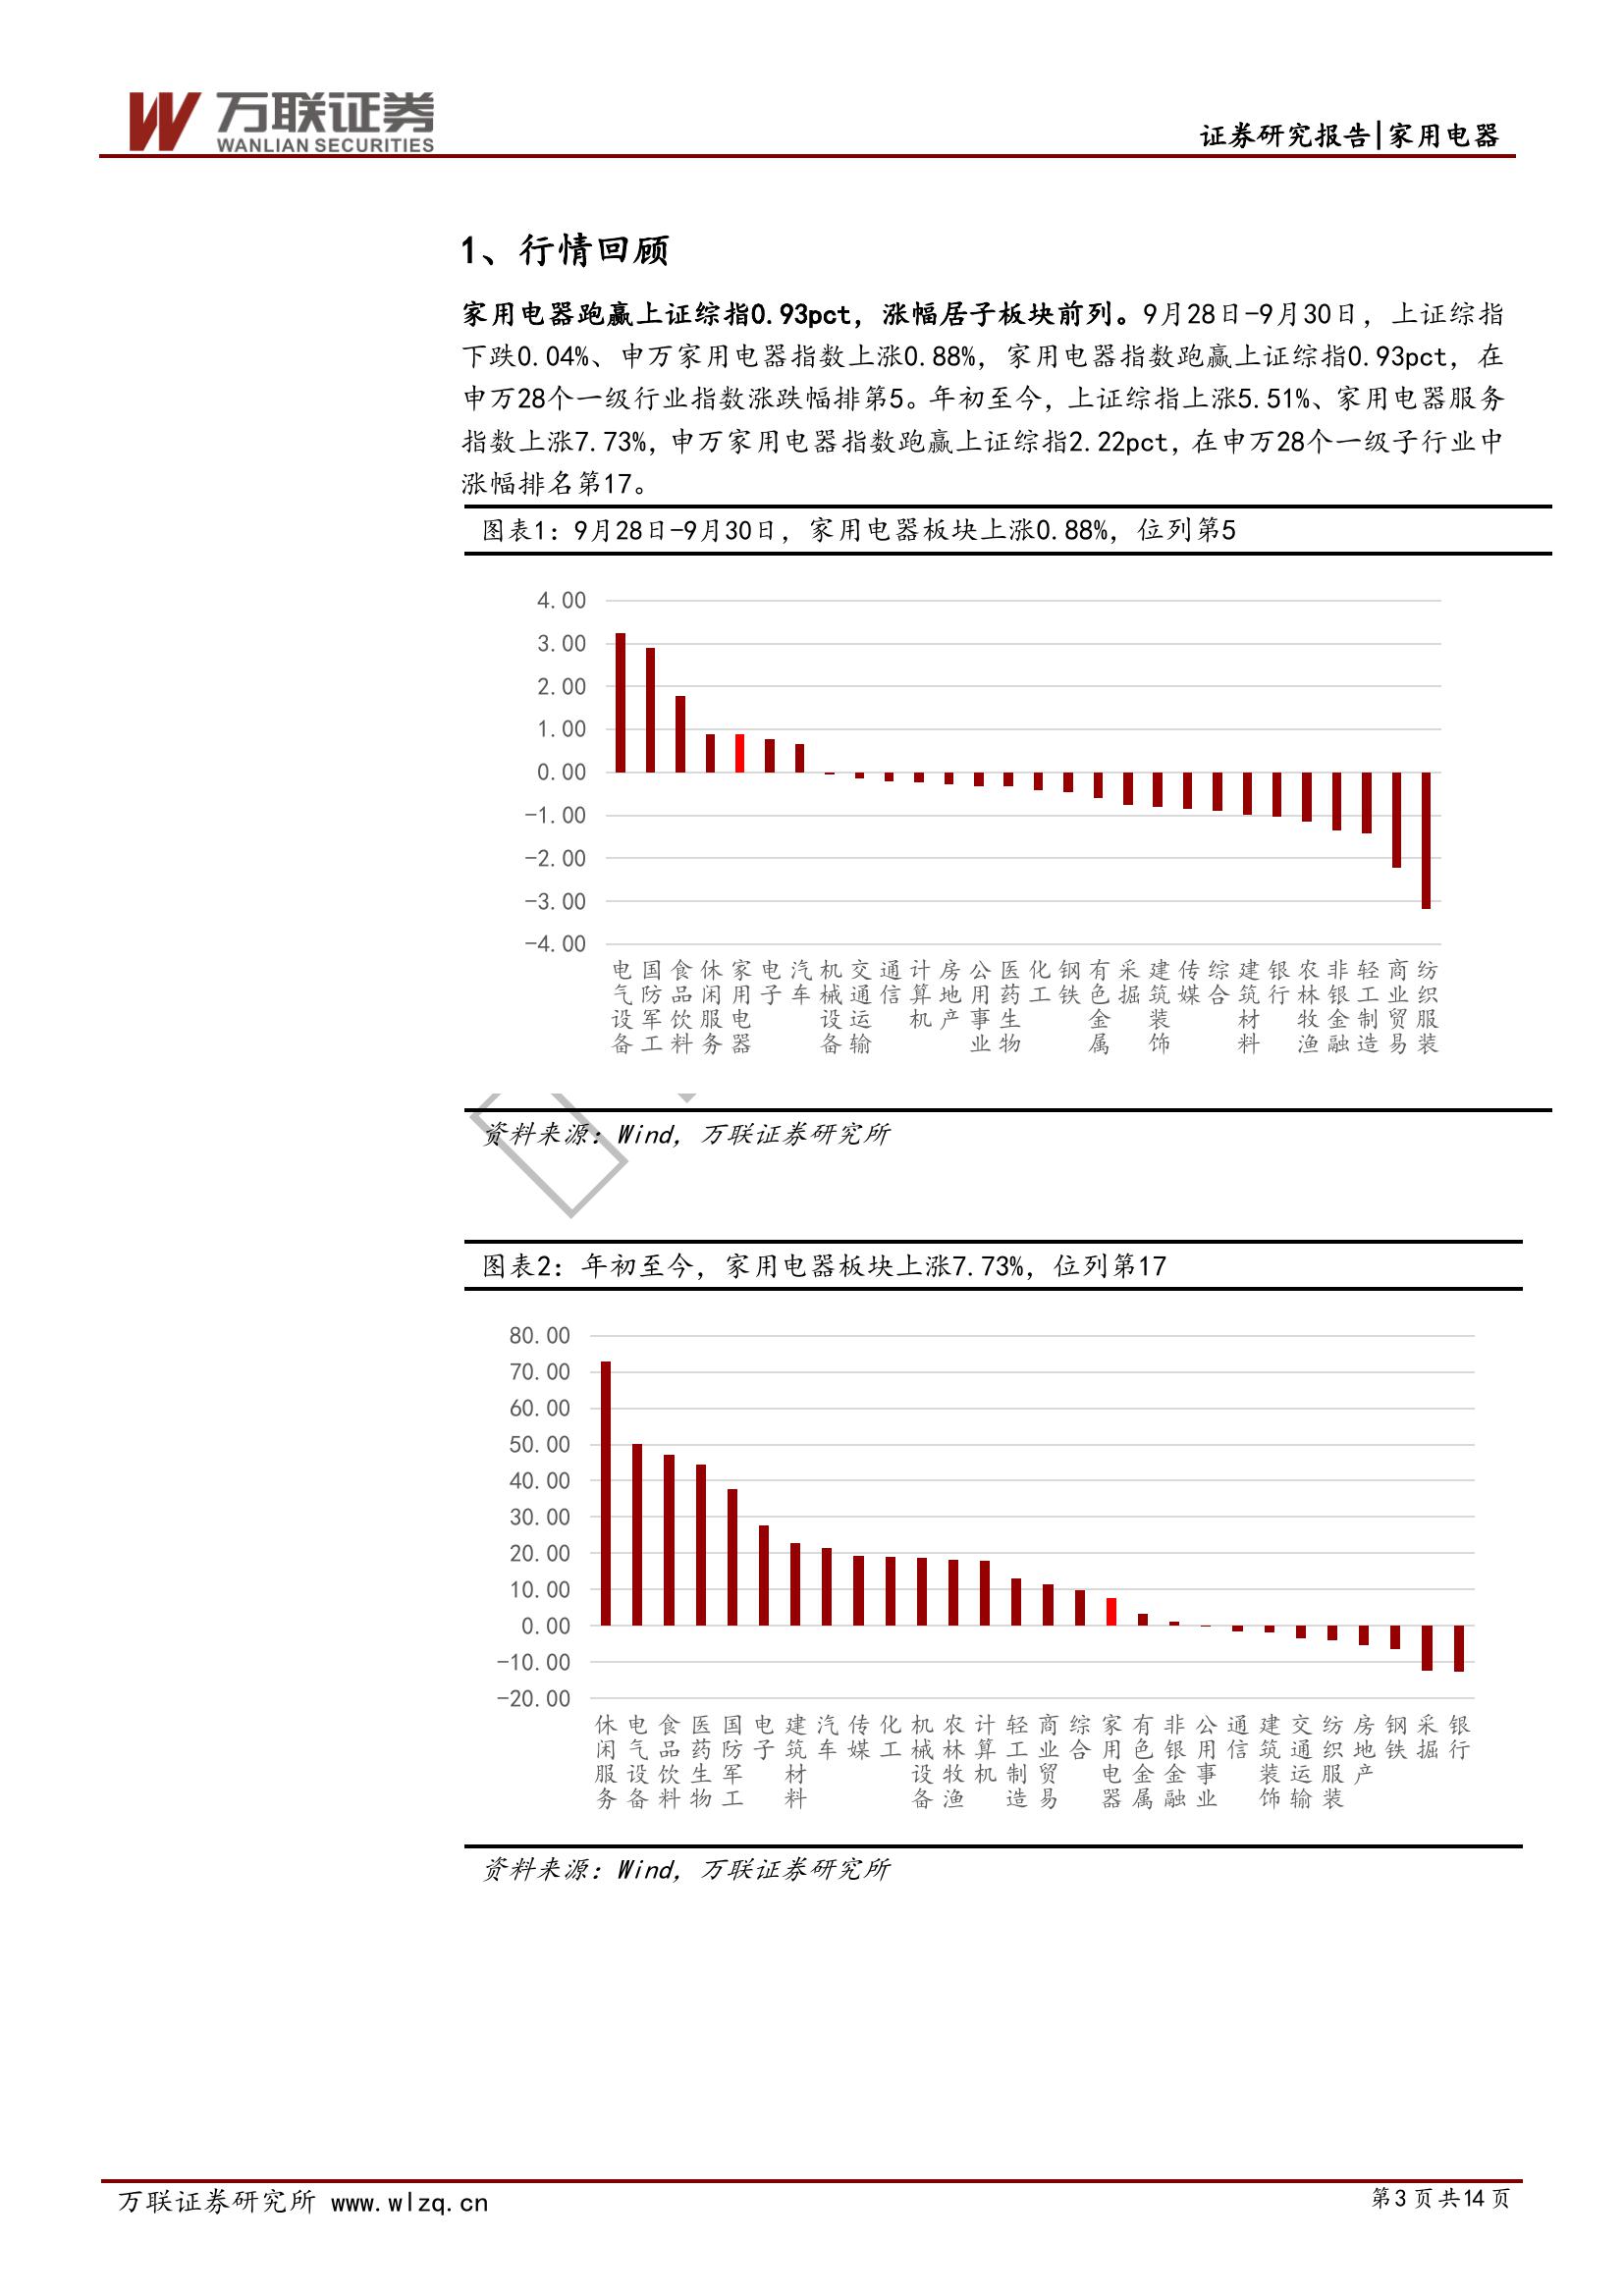 万联证券
WANLIAN SECURITIES
证券研究报告|家用电器
1、行情回顾
家用电器跑赢上证综指0.93pct，涨幅居子板块前列。9月28日-9月30日，上证综指
下跌0.04%、申万家用电器指数上涨0.88%，家用电器指数跑赢上证综指0.93pct，在
申万28个一级行业指数涨跌幅排第5。年初至今，上证综指上涨5.51%、家用电器服务
指数上涨7.73%，申万家用电器指数跑赢上证综指2.22pct，在申万28个一级子行业中
涨幅排名第17。
图表1：9月28日-9月30日，家用电器板块上涨0.88%，位列第5
4.00
3.00
2.00
1.00
0.00
-1.00
-2.00
-3.00
-4.00
电气设备
国防军工
食品饮料
休闲服务
家用电器
电子
汽车
机械设备
交通运输
通信
计算机
房地产
公用事业
医药生物
化工
钢铁
有色金属
采掘
建筑装饰
传媒
综合
建筑材料
银行
农林牧渔
非银金融
轻工制造
商业贸易
纺织服装
资料来源：Wind，万联证券研究所
图表2：年初至今，家用电器板块上涨7.73%，位列第17
80.00
70.00
60.00
50.00
40.00
30.00
20.00
10.00
0.00
-10.00
-20.00
休闲服务
电气设备
食品饮料
医药生物
国防军工
电子
建筑材料
汽车
传媒
化工
机械设备
农林牧渔
计算机
轻工制造
商业贸易
综合
家用电器
有色金属
非银金融
公用事业
通信
建筑装饰
交通运输
纺织服装
房地产
钢铁
采掘
银行
资料来源：Wind，万联证券研究所
万联证券研究所 www.wlzq.cn
第3页共14页